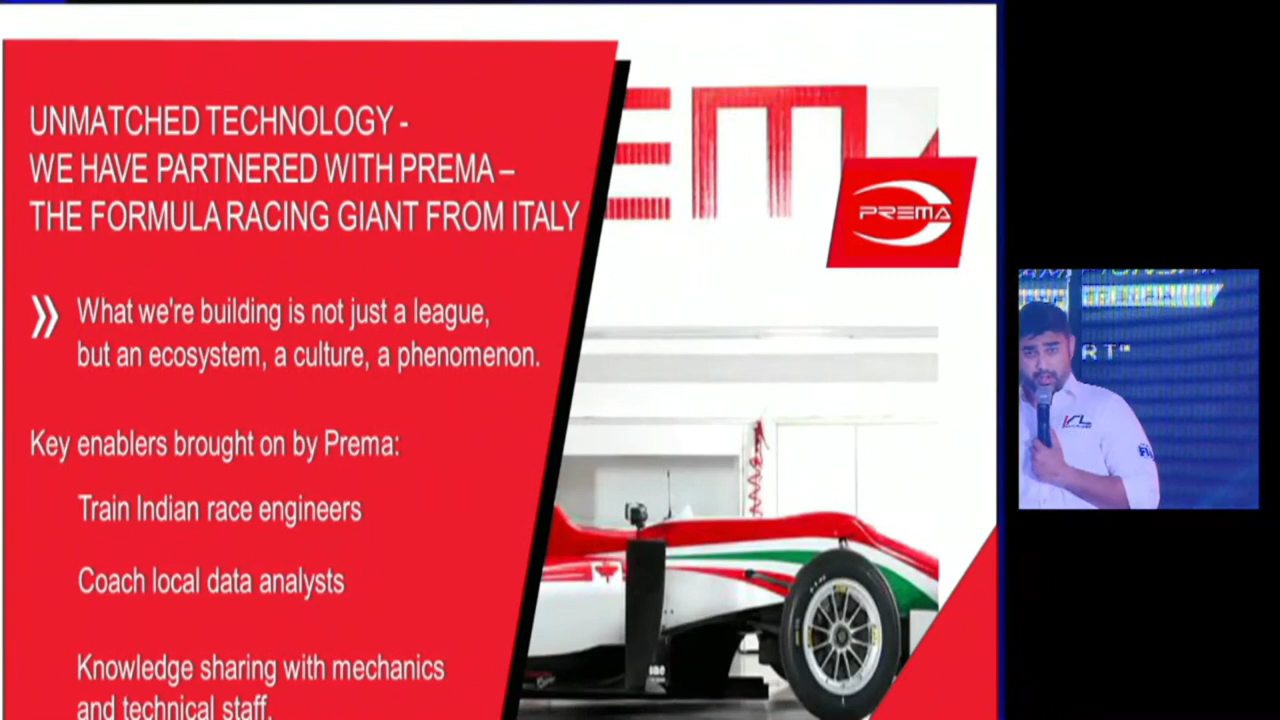 UNMATCHED TECHNOLOGY -
WE HAVE PARTNERED WITH PREMA –
THE FORMULA RACING GIANT FROM ITALY
What we're building is not just a league,
but an ecosystem, a culture, a phenomenon.
Key enablers brought on by Prema:
Train Indian race engineers
Coach local data analysts
Knowledge sharing with mechanics
and technical staff.
EM
PREMA
RT"